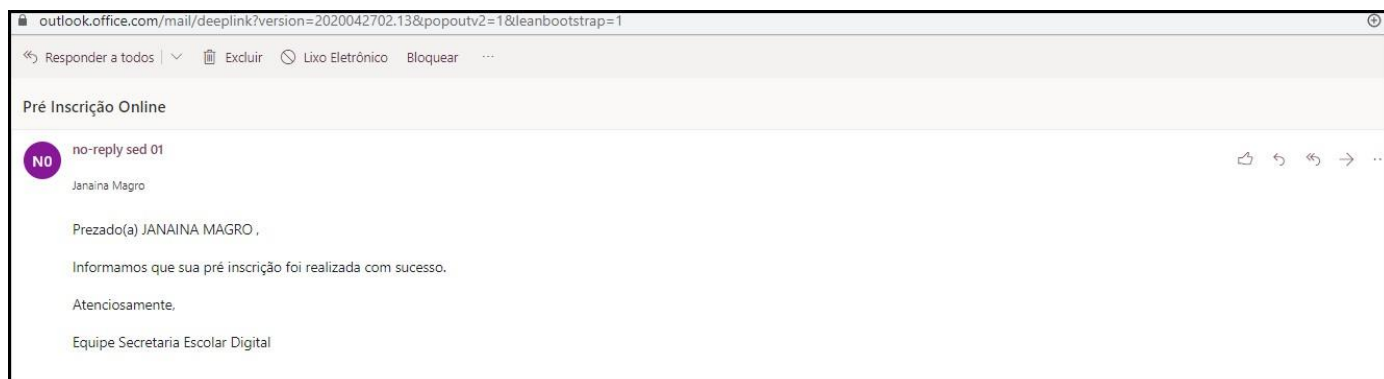 outlook.office.com/mail/deeplink?version=2020042702.13&popoutv2=1&leanbootstrap=1
Responder a todos Excluir Lixo Eletrônico Bloquear ...
Pré Inscrição Online
N0 no-reply sed 01
Janaina Magro
Prezado(a) JANAINA MAGRO ,
Informamos que sua pré inscrição foi realizada com sucesso.
Atenciosamente,
Equipe Secretaria Escolar Digital